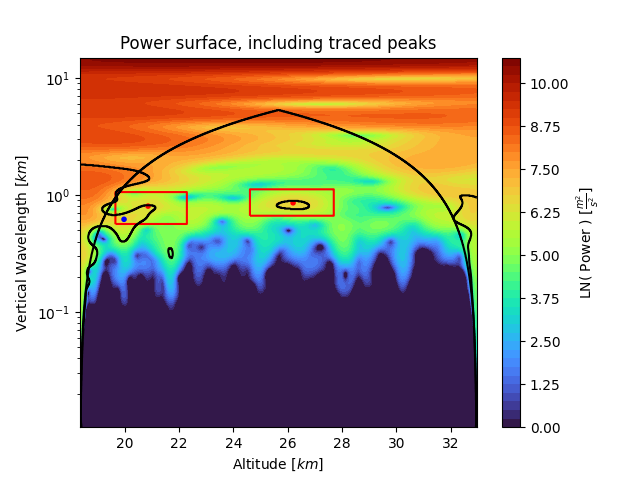 Power surface, including traced peaks
Vertical Wavelength [km]
10¹
10⁰
10⁻¹
20 22 24 26 28 30 32
Altitude [km]
10.00
8.75
7.50
6.25
5.00
3.75
2.50
1.25
0.00
LN( Power ) [m²/s²]